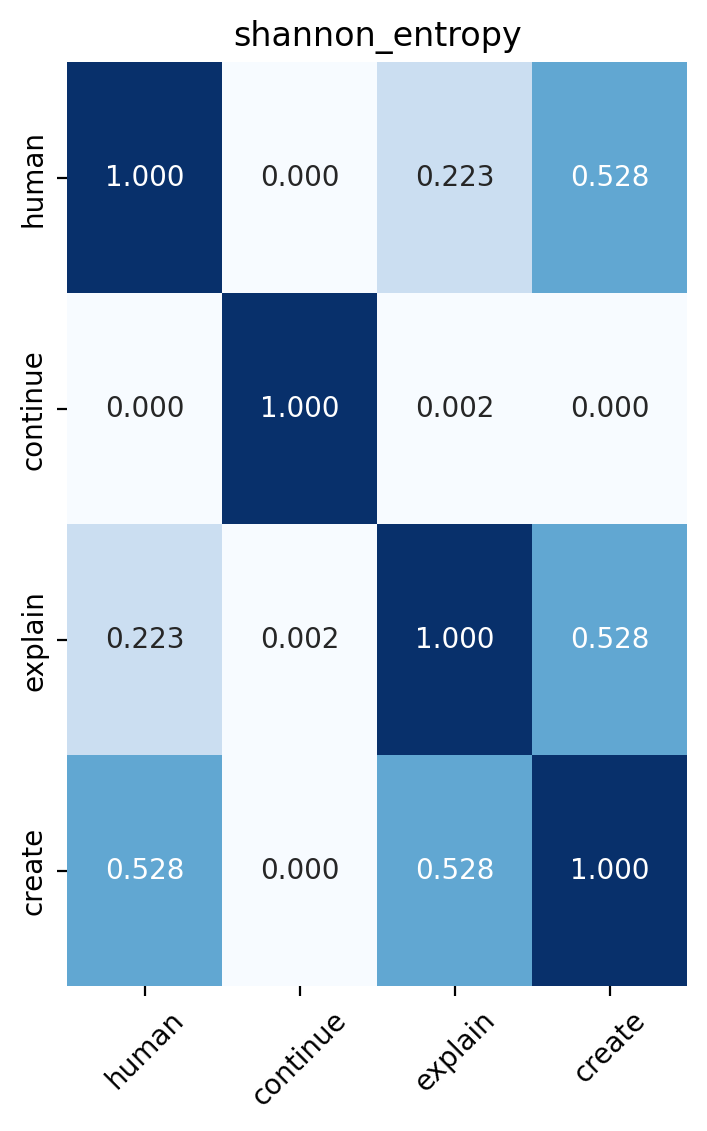 shannon_entropy
human
1.000 0.000 0.223 0.528
continue
0.000 1.000 0.002 0.000
explain
0.223 0.002 1.000 0.528
create
0.528 0.000 0.528 1.000
human continue explain create